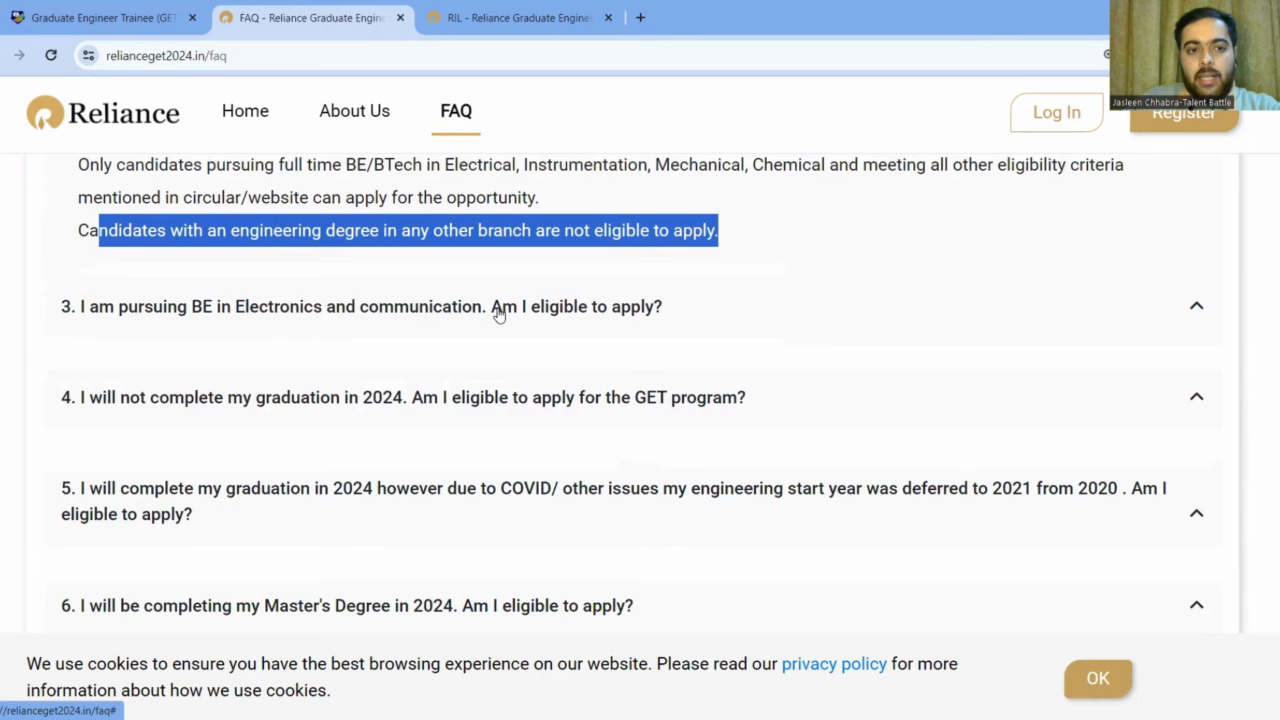 Graduate Engineer Trainee (GET
FAQ - Reliance Graduate Engine
RIL - Reliance Graduate Enginee
relianceget2024.in/faq
Jasleen Chhabra-Talent Battle
Reliance
Home
About Us
FAQ
Log In
Register
Only candidates pursuing full time BE/BTech in Electrical, Instrumentation, Mechanical, Chemical and meeting all other eligibility criteria
mentioned in circular/website can apply for the opportunity.
Candidates with an engineering degree in any other branch are not eligible to apply.
3. I am pursuing BE in Electronics and communication. Am I eligible to apply?
4. I will not complete my graduation in 2024. Am I eligible to apply for the GET program?
5. I will complete my graduation in 2024 however due to COVID/ other issues my engineering start year was deferred to 2021 from 2020 . Am I
eligible to apply?
6. I will be completing my Master's Degree in 2024. Am I eligible to apply?
We use cookies to ensure you have the best browsing experience on our website. Please read our privacy policy for more
information about how we use cookies.
OK
//relianceget2024.in/faq#